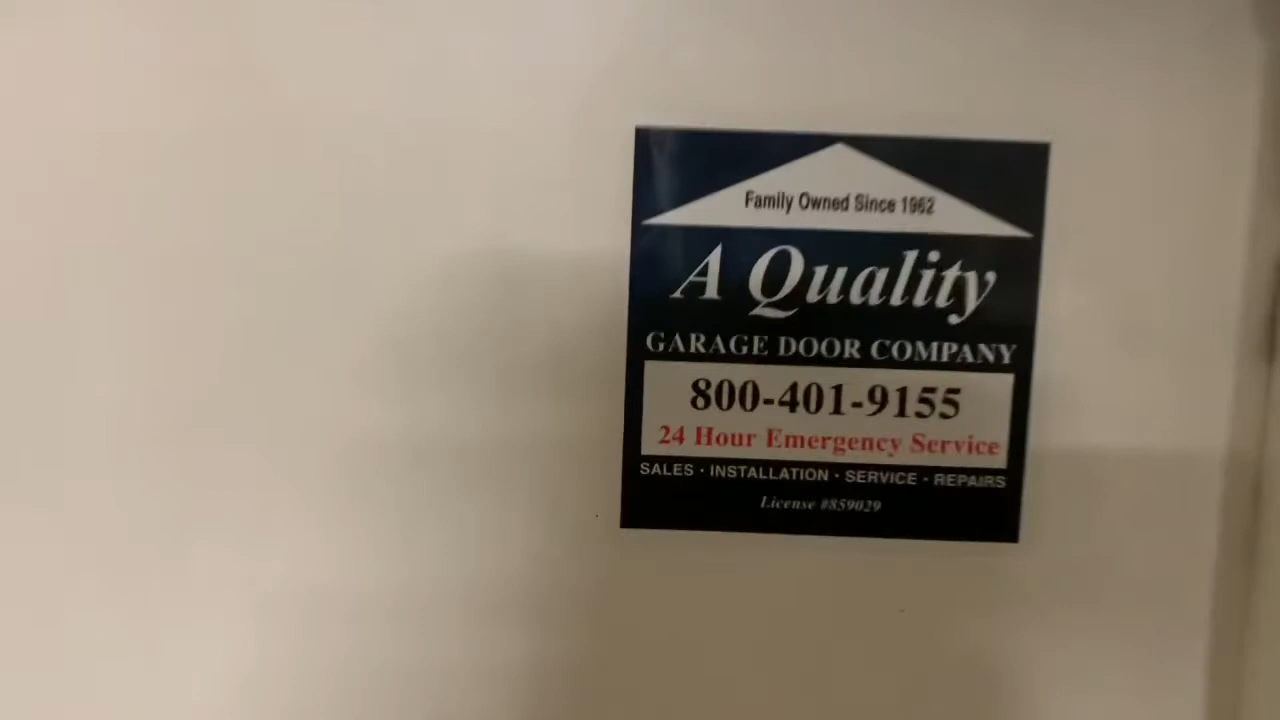 Family Owned Since 1962
A Quality
GARAGE DOOR COMPANY
800-401-9155
24 Hour Emergency Service
SALES · INSTALLATION · SERVICE · REPAIRS
License #859029